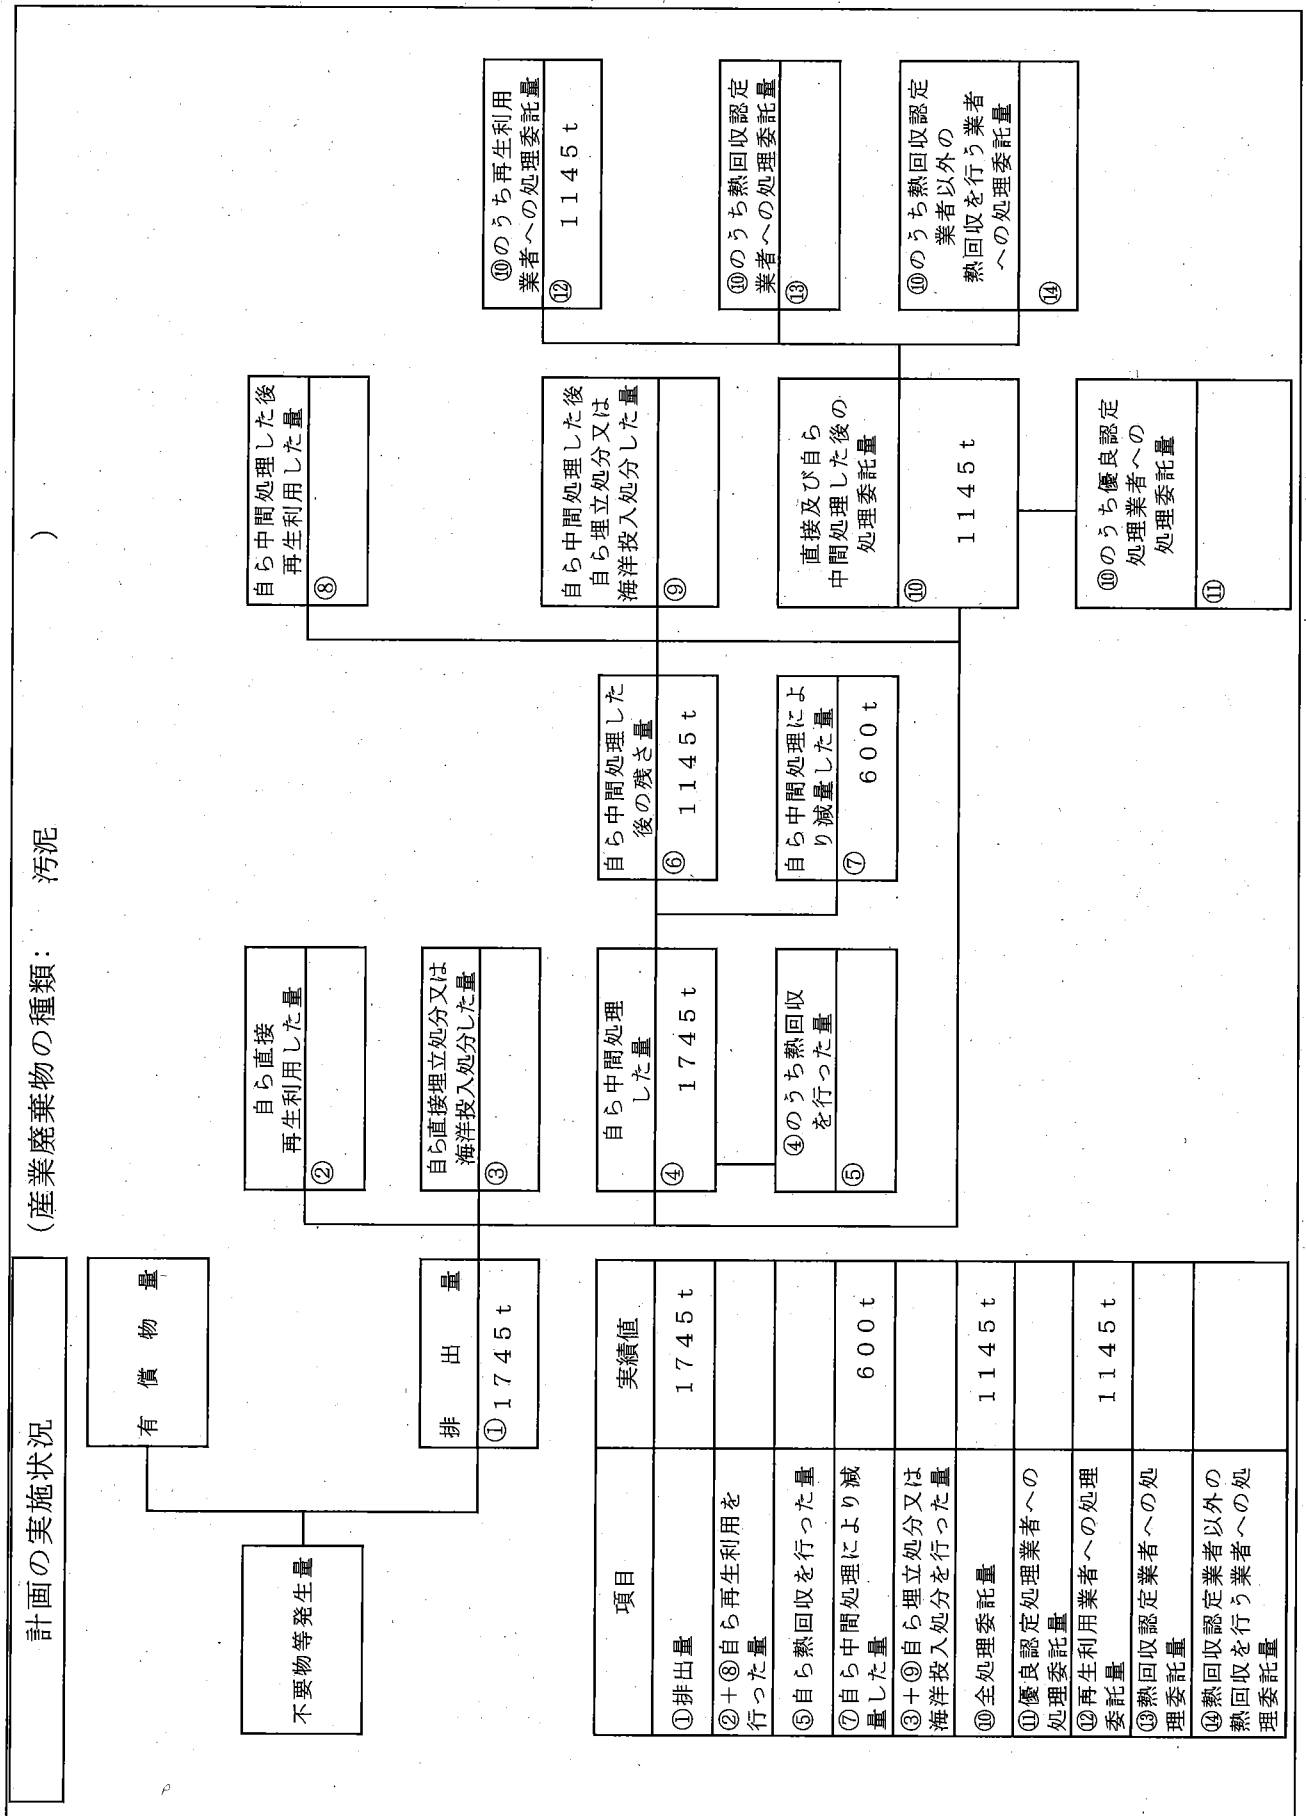 計画の実施状況
(産業廃棄物の種類： 汚泥 )
不要物等発生量
有償物量
排出量
①1745t
自ら直接
再生利用した量
②
自ら直接埋立処分又は
海洋投入処分した量
③
自ら中間処理
した量
④ 1745t
④のうち熱回収
を行った量
⑤
自ら中間処理した
後の残さ量
⑥ 1145t
自ら中間処理によ
り減量した量
⑦ 600t
自ら中間処理した後
再生利用した量
⑧
自ら中間処理した後
自ら埋立処分又は
海洋投入処分した量
⑨
直接及び自ら
中間処理した後の
処理委託量
⑩ 1145t
⑩のうち優良認定
処理業者への
処理委託量
⑪
⑩のうち再生利用
業者への処理委託量
⑫ 1145t
⑩のうち熱回収認定
業者への処理委託量
⑬
⑩のうち熱回収認定
業者以外の
熱回収を行う業者
への処理委託量
⑭
項目 実績値
①排出量 1745t
②＋⑧自ら再生利用を
行った量
⑤自ら熱回収を行った量
⑦自ら中間処理により減
量した量 600t
③＋⑨自ら埋立処分又は
海洋投入処分を行った量
⑩全処理委託量 1145t
⑪優良認定処理業者への
処理委託量
⑫再生利用業者への処理
委託量 1145t
⑬熱回収認定業者への処
理委託量
⑭熱回収認定業者以外の
熱回収を行う業者への処
理委託量